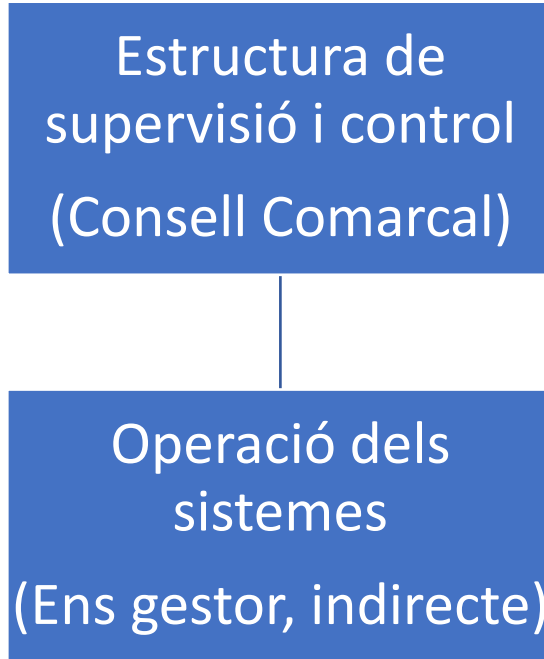 Estructura de
supervisió i control
(Consell Comarcal)
Operació dels
sistemes
(Ens gestor, indirecte)